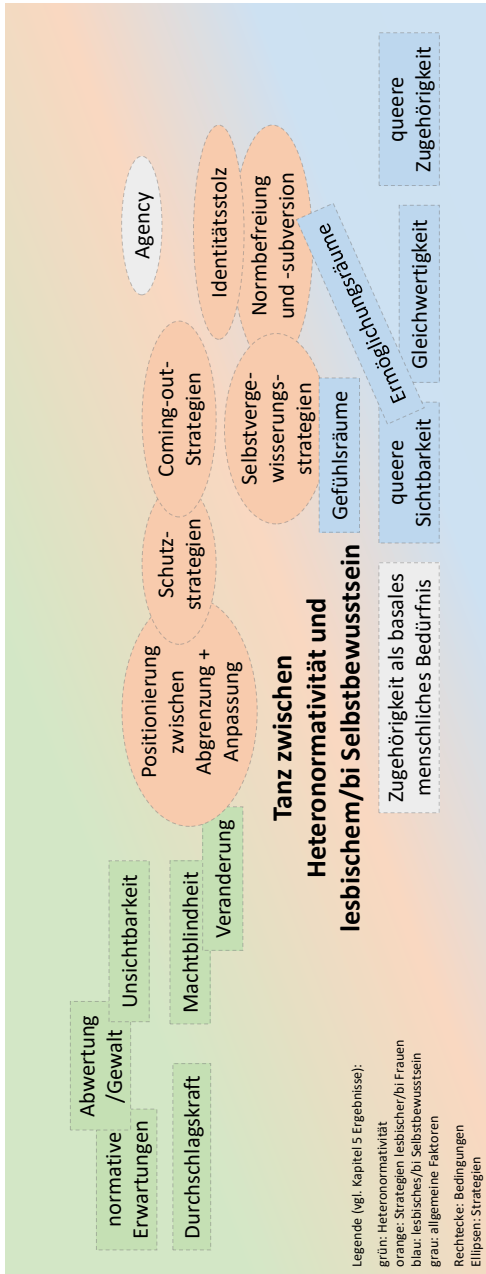 Abwertung
/Gewalt
normative
Erwartungen
Unsichtbarkeit
Durchschlagskraft
Machtblindheit
Veranderung
Positionierung
zwischen
Abgrenzung +
Anpassung
Schutz-
strategien
Coming-out-
Strategien
Agency
Identitätsstolz
Selbstverge-
wisserungs-
strategien
Normbefreiung
und -subversion
Tanz zwischen
Heteronormativität und
lesbischem/bi Selbstbewusstsein
Gefühlsräume
Ermöglichungsräume
Zugehörigkeit als basales
menschliches Bedürfnis
queere
Sichtbarkeit
Gleichwertigkeit
queere
Zugehörigkeit
Legende (vgl. Kapitel 5 Ergebnisse):
grün: Heteronormativität
orange: Strategien lesbischer/bi Frauen
blau: lesbisches/bi Selbstbewusstsein
grau: allgemeine Faktoren
Rechtecke: Bedingungen
Ellipsen: Strategien